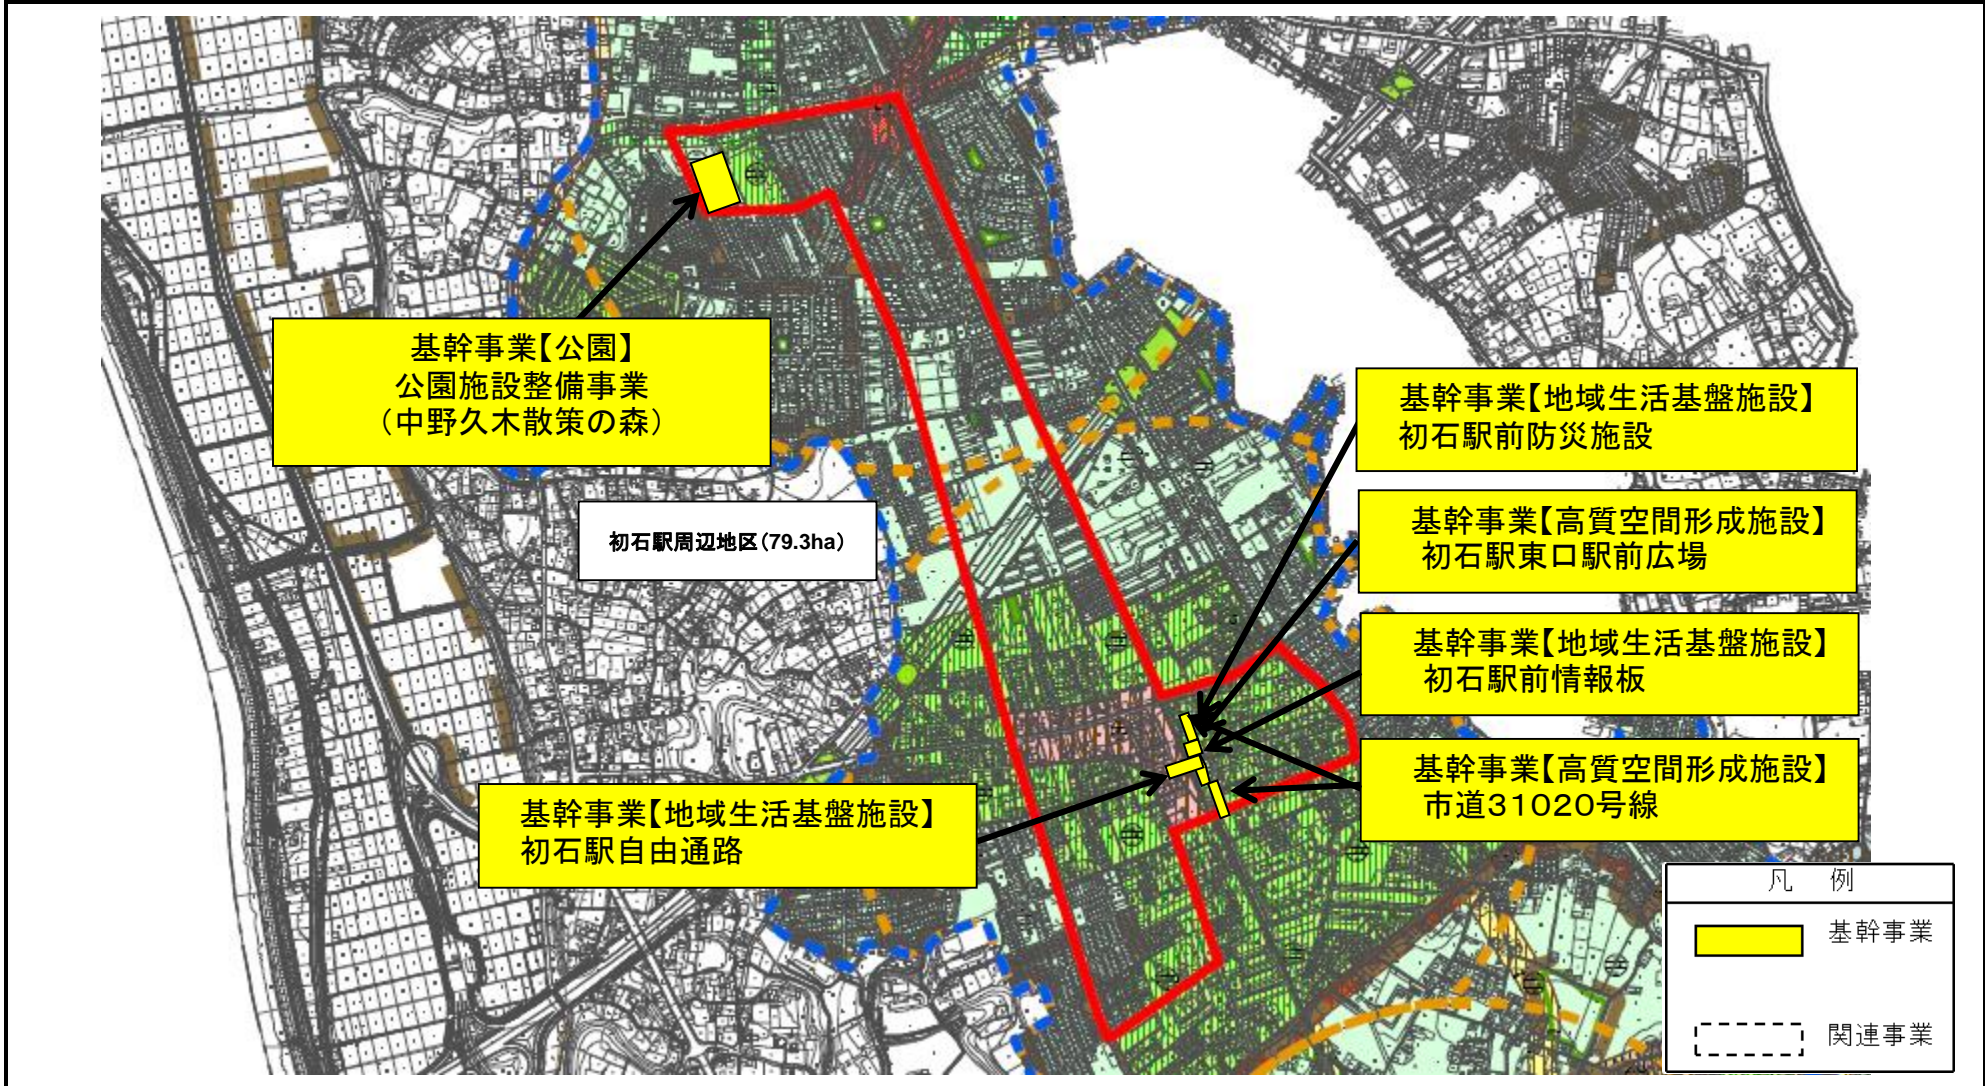 基幹事業【公園】
公園施設整備事業
（中野久木散策の森）
初石駅周辺地区（79.3ha）
基幹事業【地域生活基盤施設】
初石駅前防災施設
基幹事業【高質空間形成施設】
初石駅東口駅前広場
基幹事業【地域生活基盤施設】
初石駅前情報板
基幹事業【高質空間形成施設】
市道31020号線
基幹事業【地域生活基盤施設】
初石駅自由通路
凡 例
基幹事業
関連事業